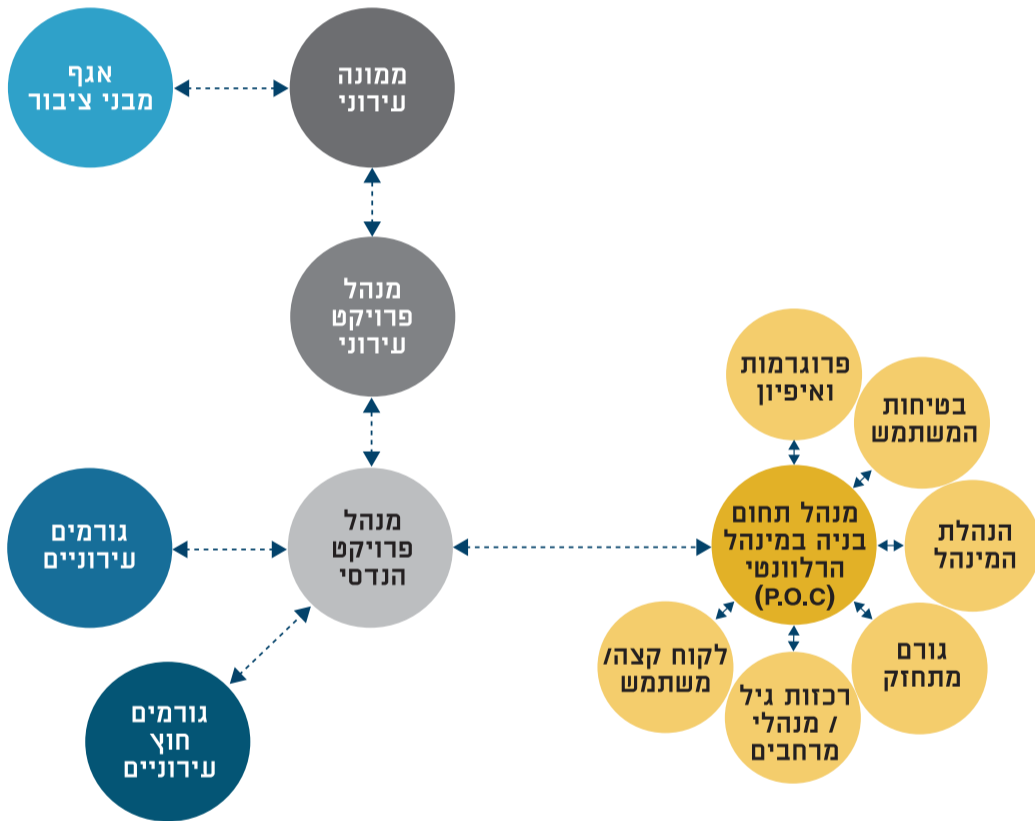 אגף
מבני ציבור
ממונה
עירוני
מנהל
פרויקט
עירוני
פרוגרמות
ואיפיון
בטיחות
המשתמש
מנהל תחום
בניה במינהל
הרלוונטי
(P.O.C)
הנהלת
המינהל
מנהל
פרויקט
הנדסי
גורמים
עירוניים
גורם
מתחזק
לקוח קצה/
משתמש
רכזות גיל
/ מנהלי
מרחבים
גורמים
חוץ
עירוניים